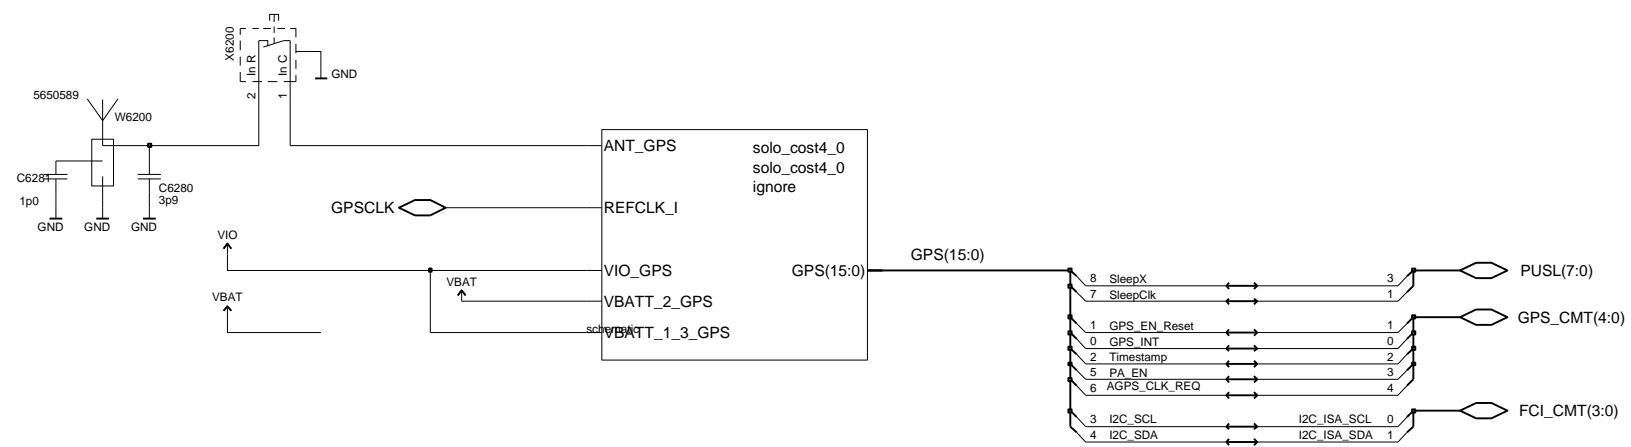 X6200
In R
In C
2
1
GND
5650589
W6200
C6281
1p0
C6280
3p9
GND
GND
GND
ANT_GPS
solo_cost4_0
solo_cost4_0
ignore
GPSCLK
REFCLK_I
VIO
VIO_GPS
GPS(15:0)
GPS(15:0)
VBAT
VBATT_2_GPS
VBAT
schematic
VBATT_1_3_GPS
8 SleepX 3
7 SleepClk 1
PUSL(7:0)
1 GPS_EN_Reset 1
0 GPS_INT 0
2 Timestamp 2
5 PA_EN 3
6 AGPS_CLK_REQ 4
GPS_CMT(4:0)
3 I2C_SCL I2C_ISA_SCL 0
4 I2C_SDA I2C_ISA_SDA 1
FCI_CMT(3:0)